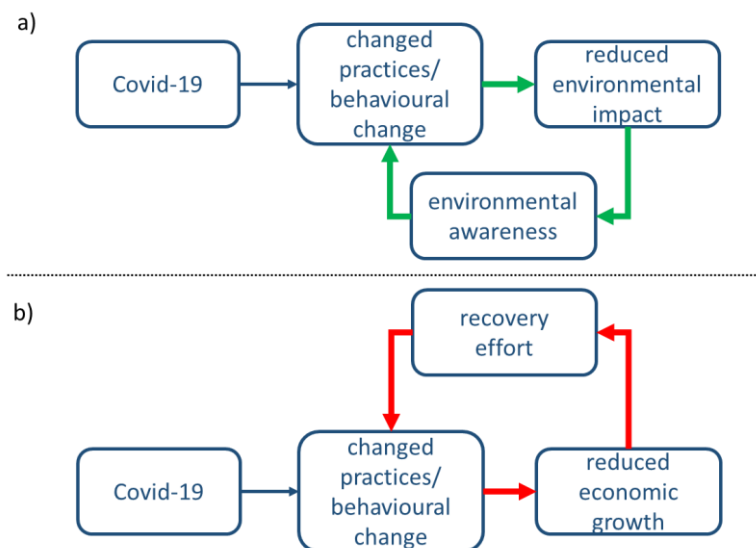 a)
Covid-19
changed
practices/
behavioural
change
reduced
environmental
impact
environmental
awareness
b)
recovery
effort
Covid-19
changed
practices/
behavioural
change
reduced
economic
growth